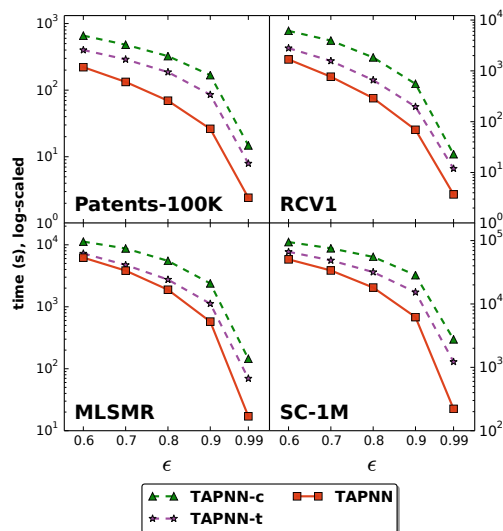 time (s), log-scaled
10^3
10^2
10^1
10^0
Patents-100K
10^4
10^3
10^2
10^1
10^0
RCV1
10^4
10^3
10^2
10^1
MLSMR
0.6 0.7 0.8 0.9 0.99
ϵ
10^5
10^4
10^3
10^2
SC-1M
0.6 0.7 0.8 0.9 0.99
ϵ
TAPNN-c TAPNN
TAPNN-t